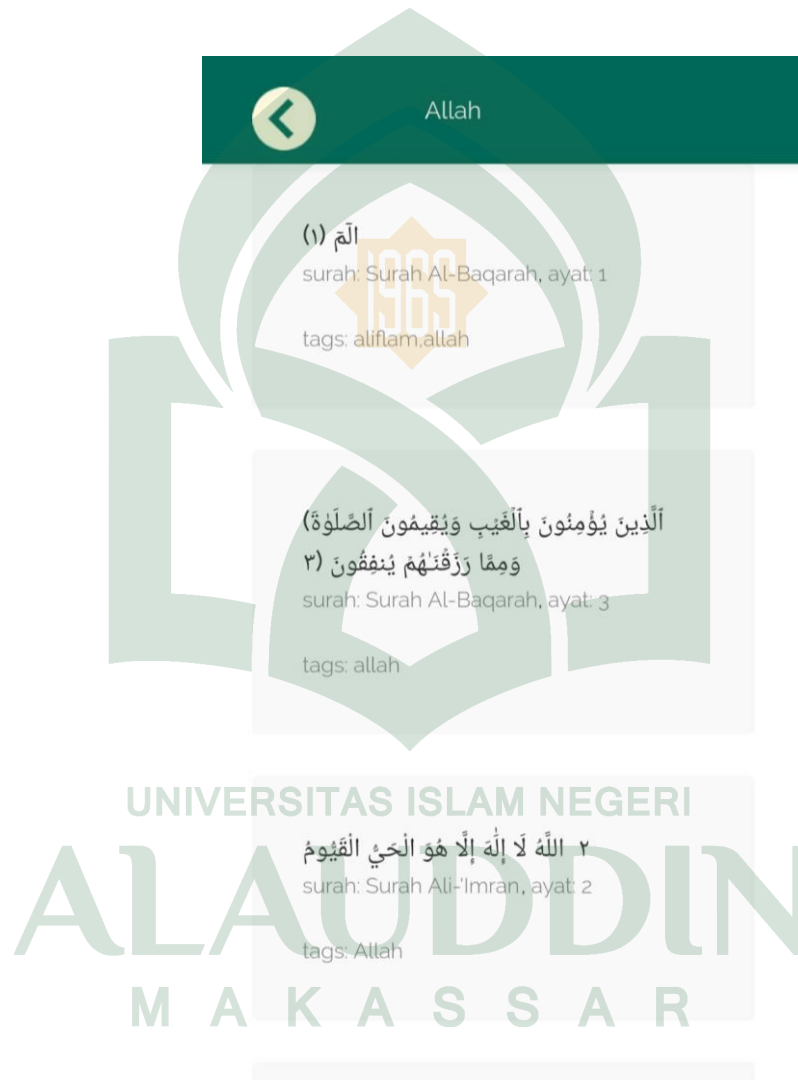 Allah
الٓمٓ (١)
surah: Surah Al-Baqarah, ayat: 1
tags: aliflam,allah
1965
ٱلَّذِينَ يُؤْمِنُونَ بِٱلْغَيْبِ وَيُقِيمُونَ ٱلصَّلَوٰةَ)
وَمِمَّا رَزَقْنَـٰهُمْ يُنفِقُونَ (٣
surah: Surah Al-Baqarah, ayat: 3
tags: allah
UNIVERSITAS ISLAM NEGERI
٢ اللَّهُ لَا إِلَٰهَ إِلَّا هُوَ الْحَيُّ الْقَيُّومُ
surah: Surah Ali-'Imran, ayat: 2
ALAUDDIN
tags: Allah
MAKASSAR